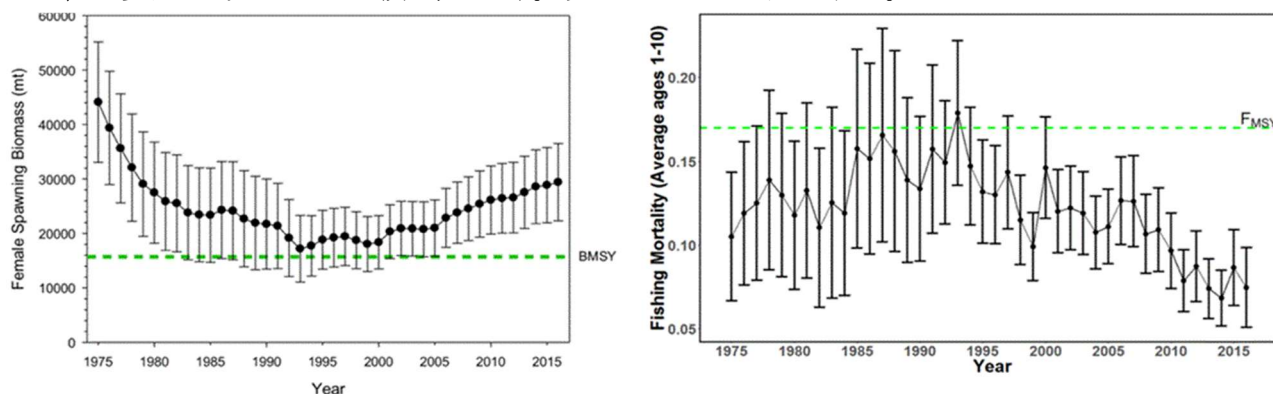 60000
50000
40000
30000
20000
10000
0
Female Spawning Biomass (mt)
BMSY
1975 1980 1985 1990 1995 2000 2005 2010 2015
Year
0.20
0.15
0.10
0.05
Fishing Mortality (Average ages 1-10)
FMSY
1975 1980 1985 1990 1995 2000 2005 2010 2015
Year